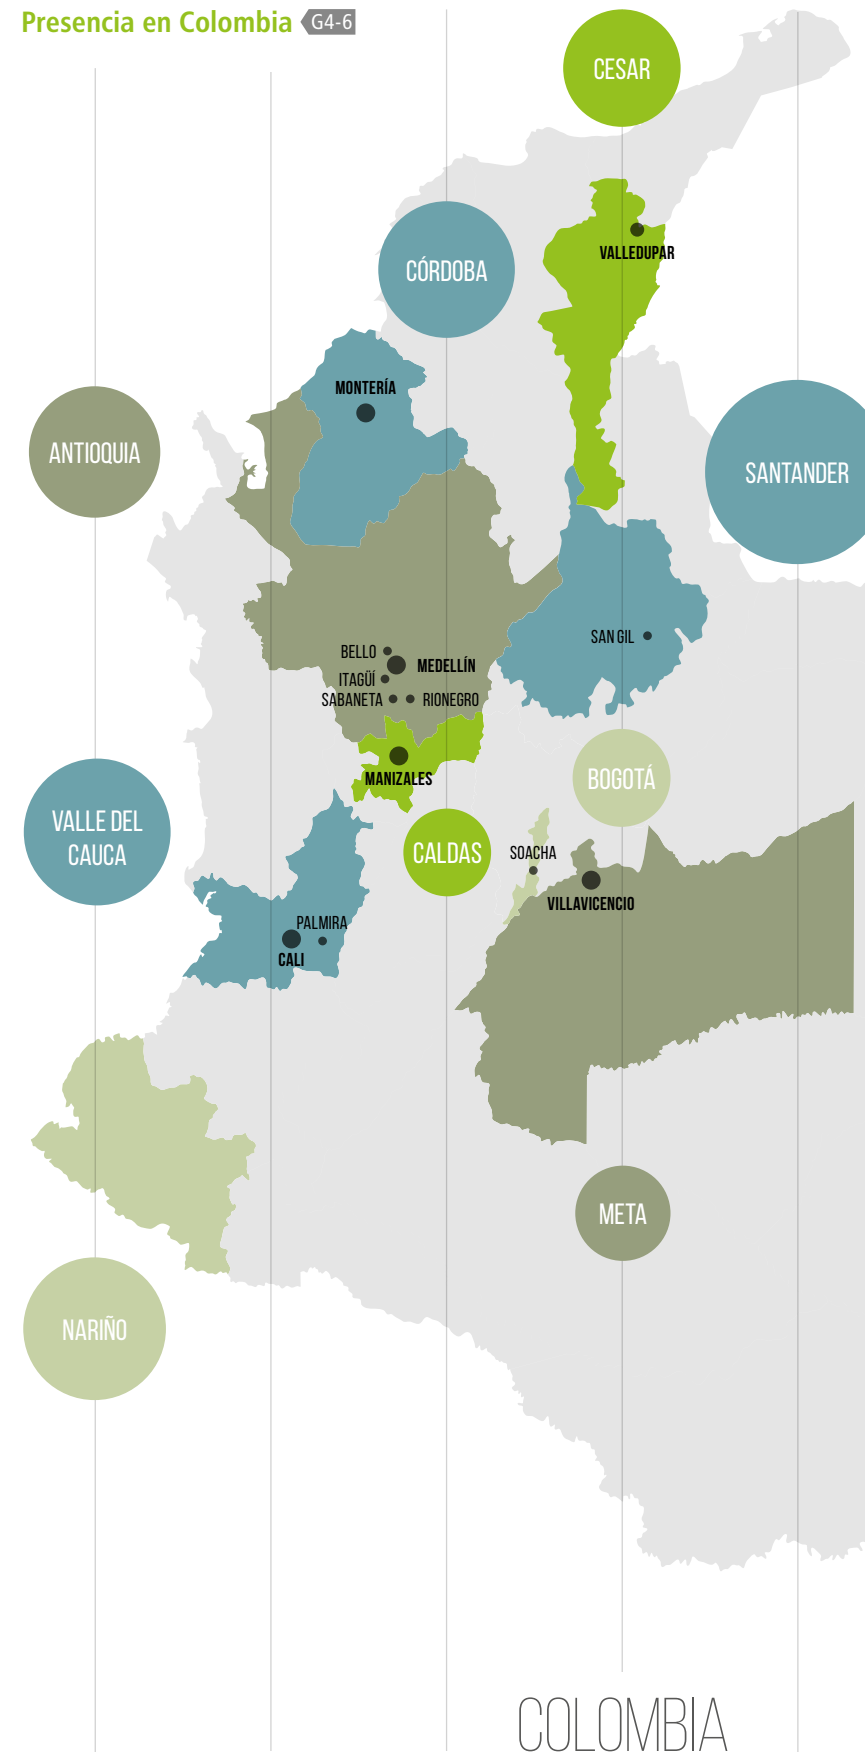 Presencia en Colombia G4-6
CESAR
VALLEDUPAR
CÓRDOBA
MONTERÍA
ANTIOQUIA
SANTANDER
SAN GIL
BELLO
MEDELLÍN
ITAGÜÍ
SABANETA
RIONEGRO
MANIZALES
BOGOTÁ
VALLE DEL
CAUCA
CALDAS
SOACHA
VILLAVICENCIO
PALMIRA
CALI
META
NARIÑO
COLOMBIA